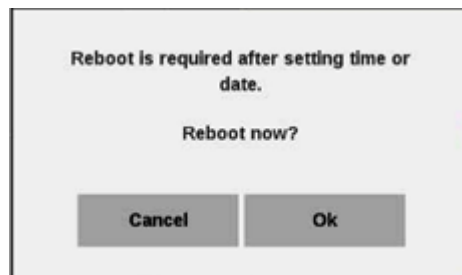 Reboot is required after setting time or
date.
Reboot now?
Cancel Ok